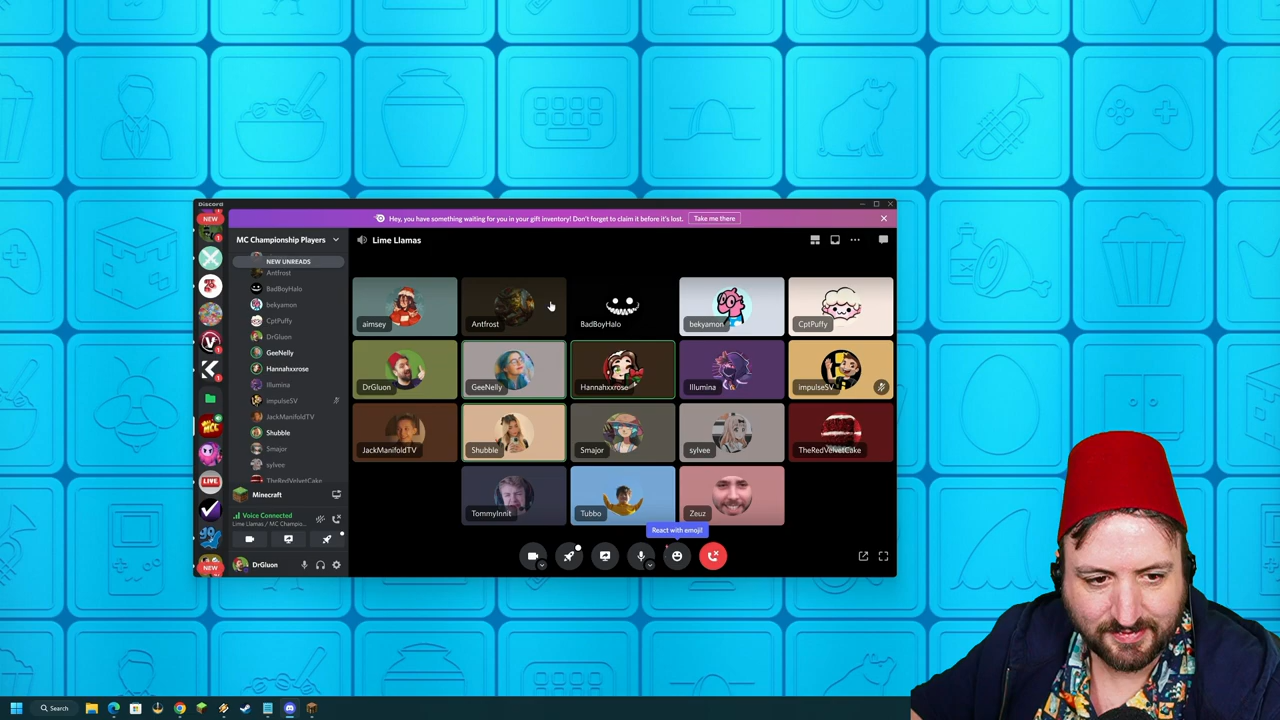 Discord
Hey, you have something waiting for you in your gift inventory! Don't forget to claim it before it's lost.
Take me there
NEW
MC Championship Players
NEW UNREADS
Antfrost
BadBoyHalo
bekyamon
CptPuffy
DrGluon
GeeNelly
Hannahxxrose
Illumina
impulseSV
JackManifoldTV
Shubble
Smajor
sylvee
TheRedVelvetCake
Minecraft
Voice Connected
Lime Llamas / MC Champio...
DrGluon
LIVE
NEW
Lime Llamas
aimsey
Antfrost
BadBoyHalo
bekyamon
CptPuffy
DrGluon
GeeNelly
Hannahxxrose
Illumina
impulseSV
JackManifoldTV
Shubble
Smajor
sylvee
TheRedVelvetCake
TommyInnit
Tubbo
Zeuz
React with emoji!
Search